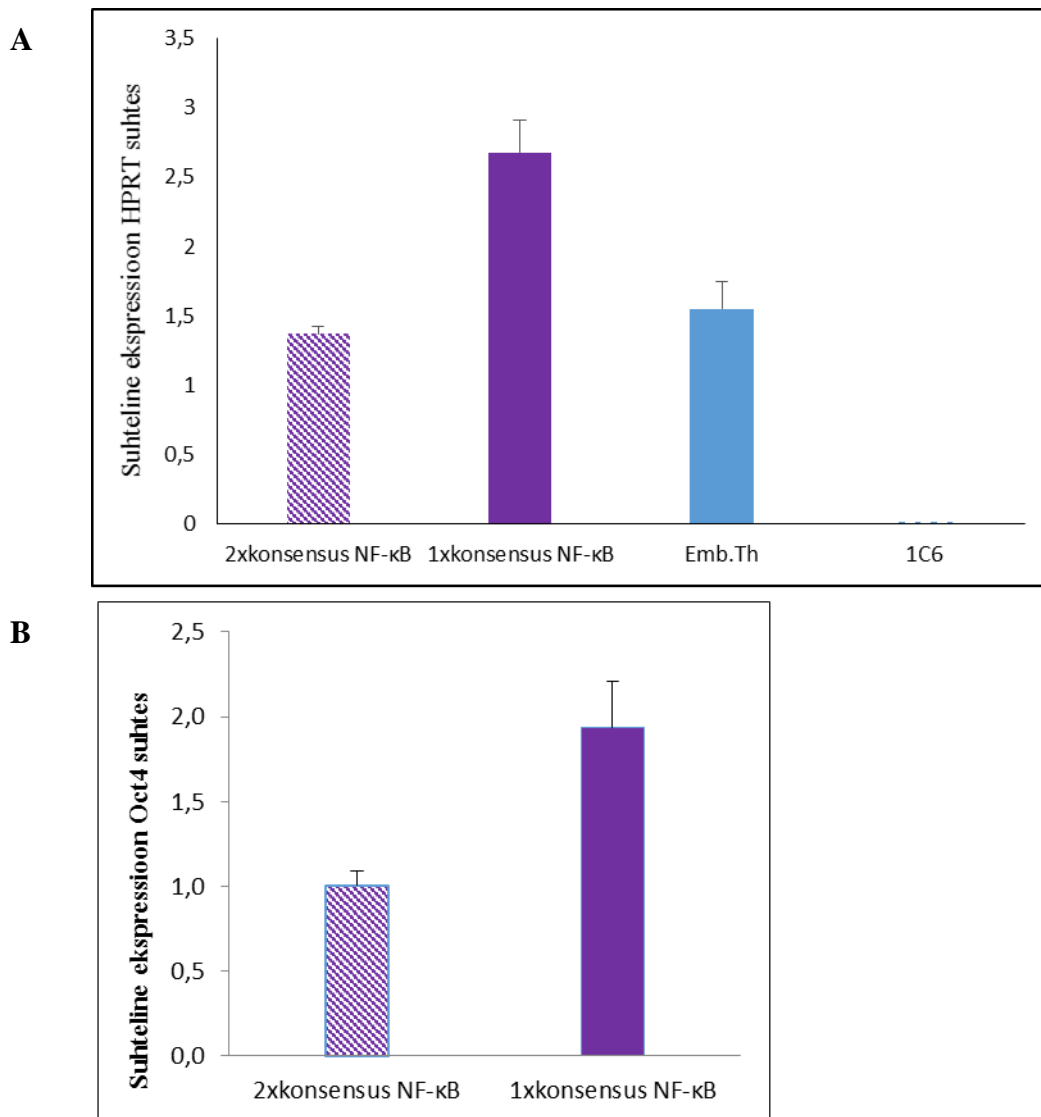 A
Suhteline ekspressioon HPRT suhtes
3,5
3
2,5
2
1,5
1
0,5
0
2xkonsensus NF-κB
1xkonsensus NF-κB
Emb.Th
1C6
B
Suhteline ekspressioon Oct4 suhtes
2,5
2,0
1,5
1,0
0,5
0,0
2xkonsensus NF-κB
1xkonsensus NF-κB